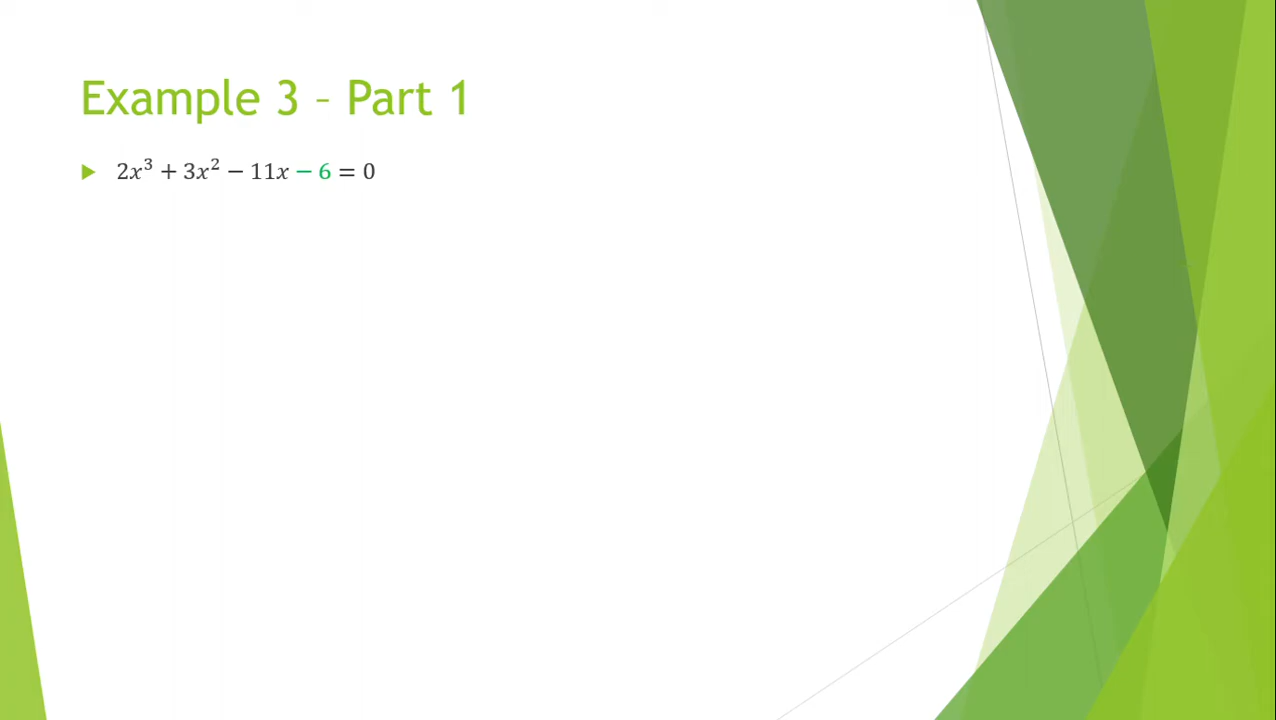 Example 3 – Part 1
2x³ + 3x² − 11x − 6 = 0